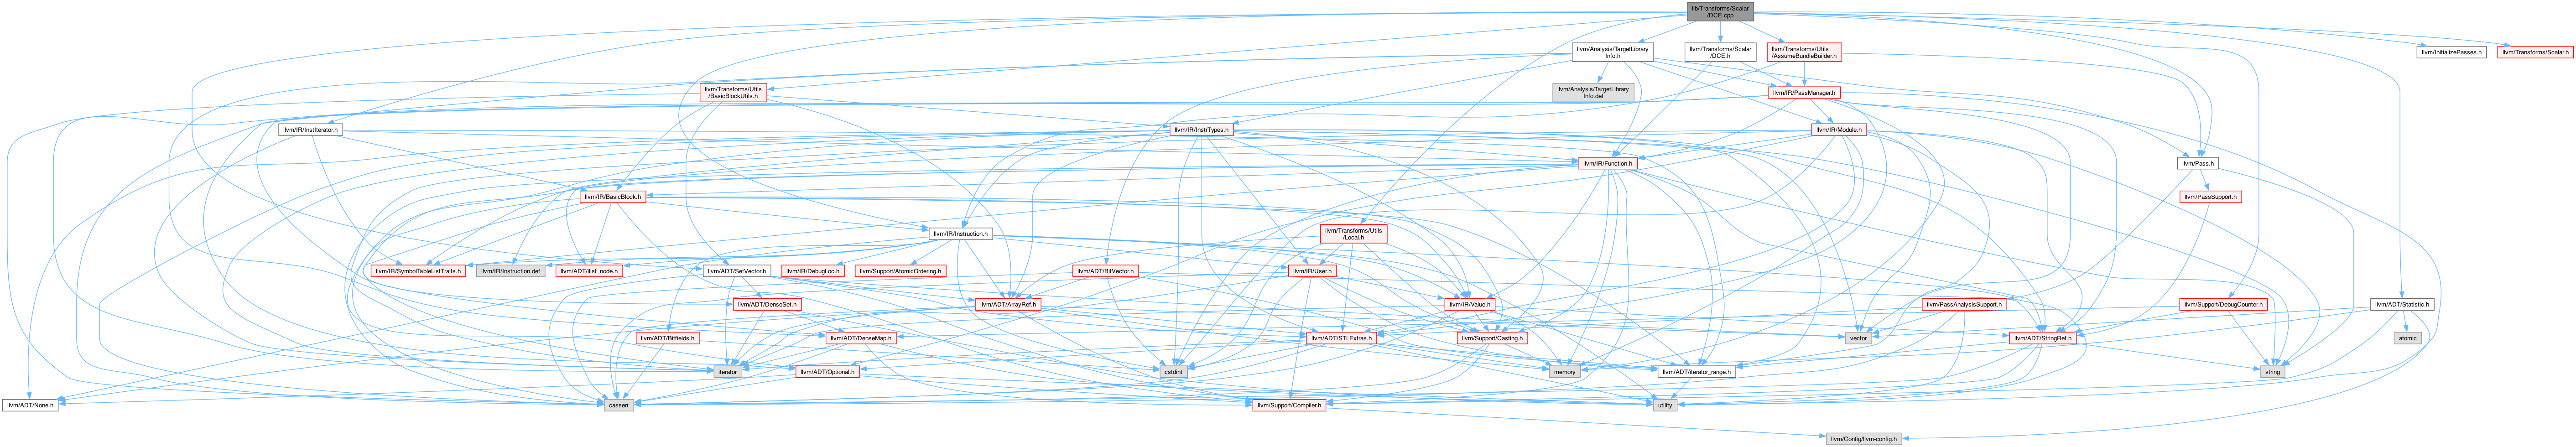 lib/Transforms/Scalar
/DCE.cpp
llvm/Analysis/TargetLibrary
Info.h
llvm/Transforms/Scalar
/DCE.h
llvm/Transforms/Utils
/AssumeBundleBuilder.h
llvm/InitializePasses.h
llvm/Transforms/Scalar.h
llvm/Transforms/Utils
/BasicBlockUtils.h
llvm/Analysis/TargetLibrary
Info.def
llvm/IR/PassManager.h
llvm/IR/InstIterator.h
llvm/IR/InstrTypes.h
llvm/IR/Module.h
llvm/IR/Function.h
llvm/Pass.h
llvm/IR/BasicBlock.h
llvm/PassSupport.h
llvm/IR/Instruction.h
llvm/Transforms/Utils
/Local.h
llvm/IR/SymbolTableListTraits.h
llvm/IR/Instruction.def
llvm/ADT/ilist_node.h
llvm/ADT/SetVector.h
llvm/IR/DebugLoc.h
llvm/Support/AtomicOrdering.h
llvm/ADT/BitVector.h
llvm/IR/User.h
llvm/ADT/DenseSet.h
llvm/ADT/ArrayRef.h
llvm/IR/Value.h
llvm/PassAnalysisSupport.h
llvm/Support/DebugCounter.h
llvm/ADT/Statistic.h
llvm/ADT/Bitfields.h
llvm/ADT/DenseMap.h
llvm/ADT/STLExtras.h
llvm/Support/Casting.h
vector
llvm/ADT/StringRef.h
atomic
iterator
llvm/ADT/Optional.h
cstdint
memory
llvm/ADT/iterator_range.h
string
llvm/ADT/None.h
cassert
llvm/Support/Compiler.h
utility
llvm/Config/llvm-config.h